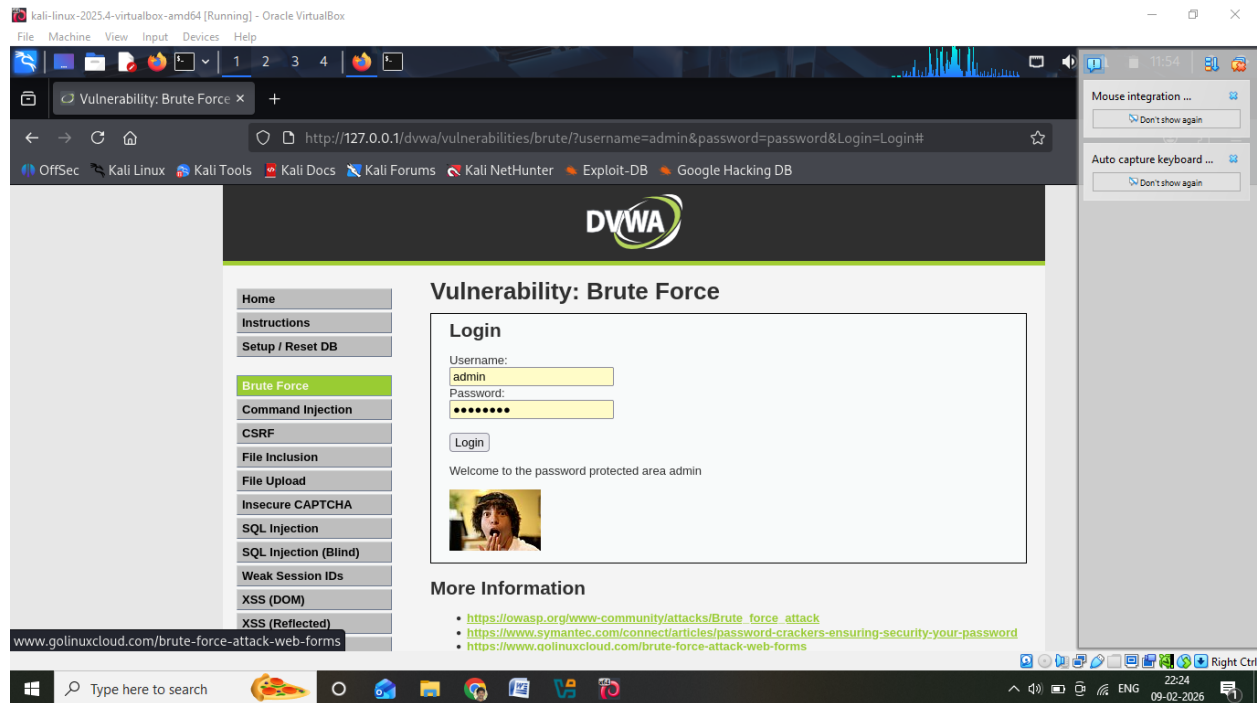 kali-linux-2025.4-virtualbox-amd64 [Running] - Oracle VirtualBox
File Machine View Input Devices Help
1 2 3 4
11:54
Vulnerability: Brute Force
Mouse integration ...
Don't show again
http://127.0.0.1/dvwa/vulnerabilities/brute/?username=admin&password=password&Login=Login#
OffSec Kali Linux Kali Tools Kali Docs Kali Forums Kali NetHunter Exploit-DB Google Hacking DB
Auto capture keyboard ...
Don't show again
DVWA
Home
Instructions
Setup / Reset DB
Brute Force
Command Injection
CSRF
File Inclusion
File Upload
Insecure CAPTCHA
SQL Injection
SQL Injection (Blind)
Weak Session IDs
XSS (DOM)
XSS (Reflected)
Vulnerability: Brute Force
Login
Username:
admin
Password:
••••••••
Login
Welcome to the password protected area admin
More Information
https://owasp.org/www-community/attacks/Brute_force_attack
https://www.symantec.com/connect/articles/password-crackers-ensuring-security-your-password
https://www.golinuxcloud.com/brute-force-attack-web-forms
www.golinuxcloud.com/brute-force-attack-web-forms
Right Ctrl
Type here to search
ENG
22:24
09-02-2026
1